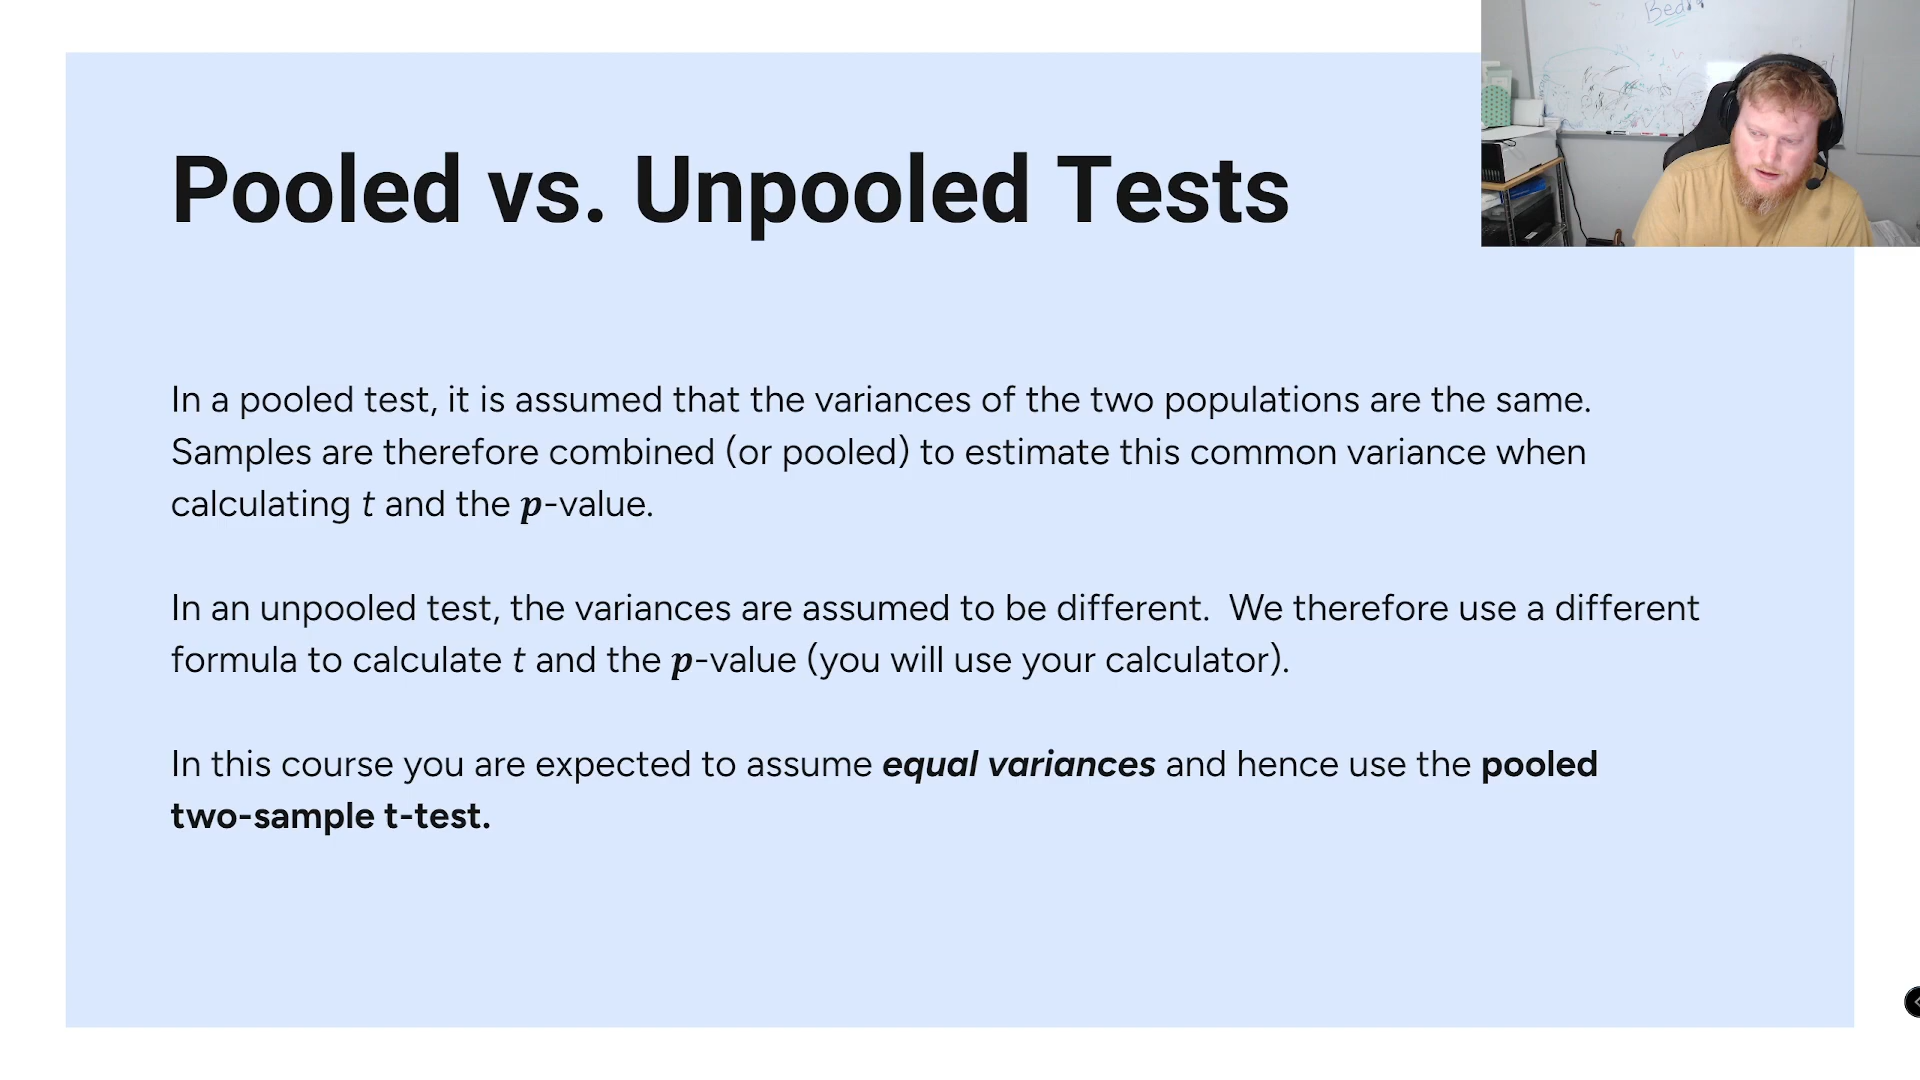 Pooled vs. Unpooled Tests
In a pooled test, it is assumed that the variances of the two populations are the same.
Samples are therefore combined (or pooled) to estimate this common variance when
calculating t and the p-value.
In an unpooled test, the variances are assumed to be different.  We therefore use a different
formula to calculate t and the p-value (you will use your calculator).
In this course you are expected to assume equal variances and hence use the pooled
two-sample t-test.